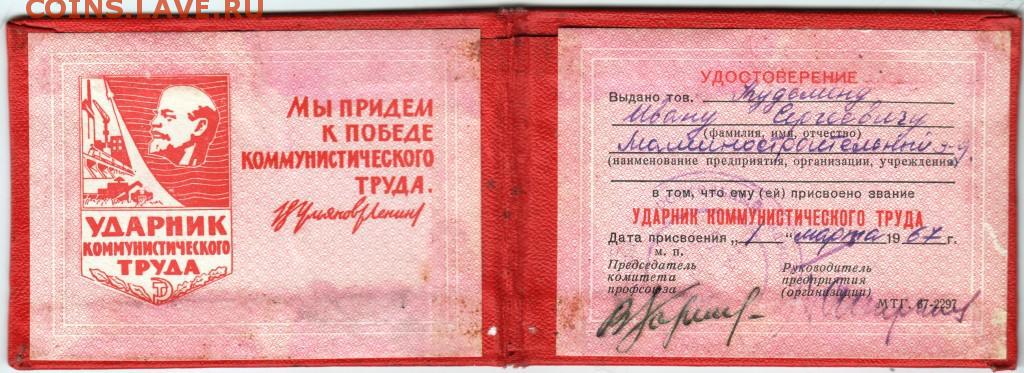 COINS.LAVE.RU
УДАРНИК
КОММУНИСТИЧЕСКОГО
ТРУДА
МЫ ПРИДЕМ
К ПОБЕДЕ
КОММУНИСТИЧЕСКОГО
ТРУДА.
В Ульянов-Ленин
УДОСТОВЕРЕНИЕ
Выдано тов.
Ивану Сергеевичу
(фамилия, имя, отчество)
Машиностроительный з-д
(наименование предприятия, организации, учреждения)
в том, что ему (ей) присвоено звание
УДАРНИК КОММУНИСТИЧЕСКОГО ТРУДА
Дата присвоения „1“ марта 1967 г.
м. п.
Председатель
комитета
профсоюза
Руководитель
предприятия
(организации)
МТГ. 67-2297